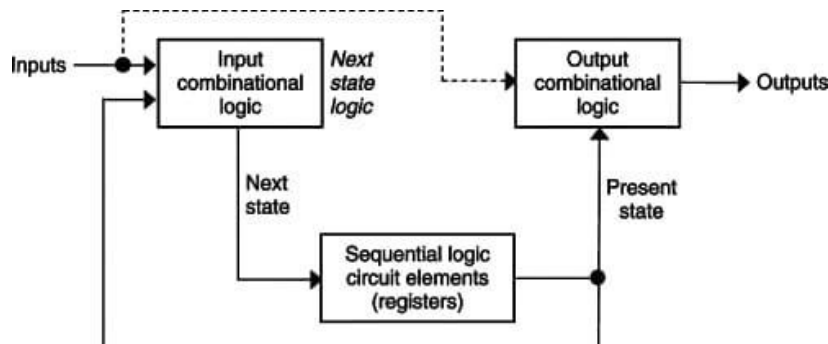 Inputs
Input
combinational
logic
Next
state
logic
Output
combinational
logic
Outputs
Next
state
Present
state
Sequential logic
circuit elements
(registers)